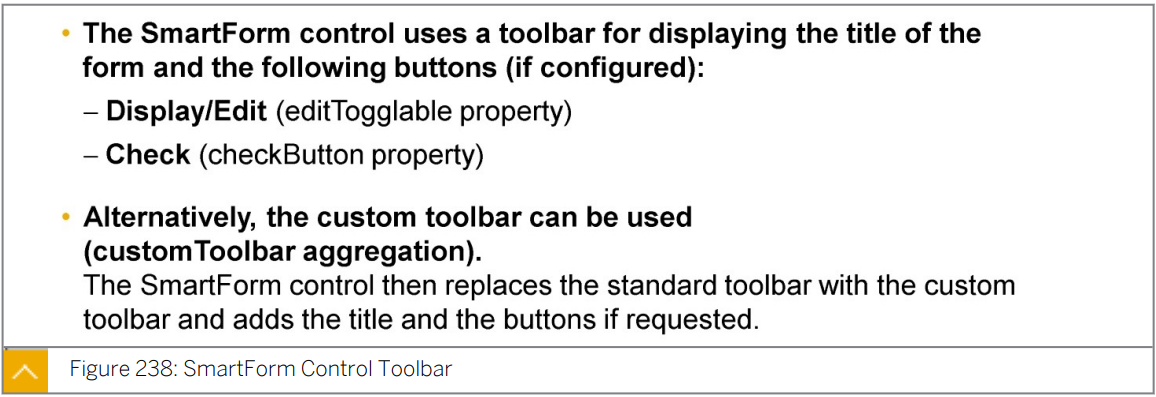 • The SmartForm control uses a toolbar for displaying the title of the
form and the following buttons (if configured):
– Display/Edit (editTogglable property)
– Check (checkButton property)
• Alternatively, the custom toolbar can be used
(customToolbar aggregation).
The SmartForm control then replaces the standard toolbar with the custom
toolbar and adds the title and the buttons if requested.
Figure 238: SmartForm Control Toolbar